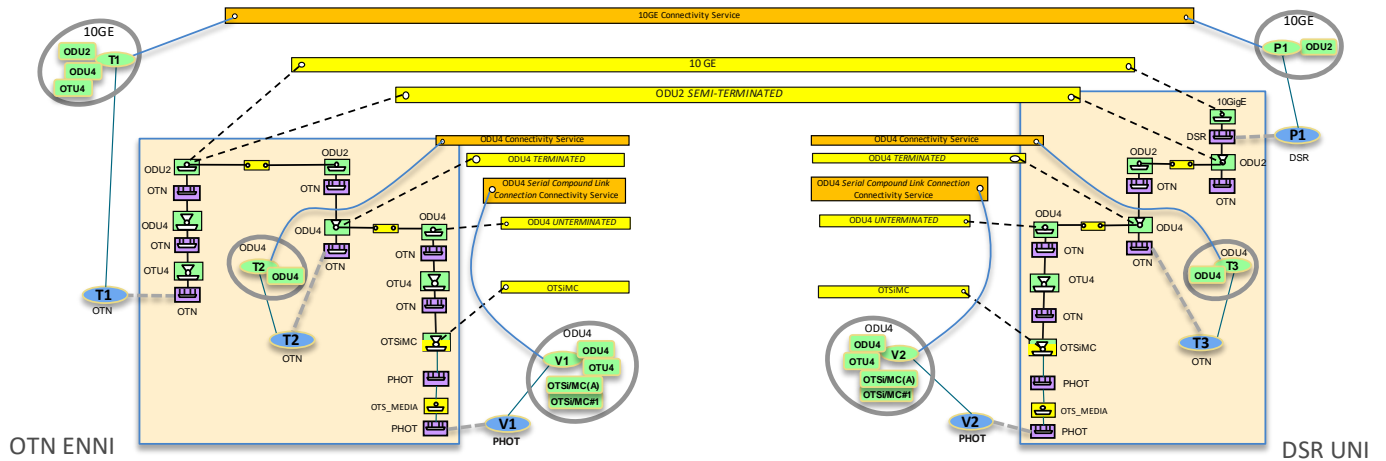 10GE Connectivity Service
10GE
ODU2
T1
ODU4
OTU4
10GE
P1
ODU2
10 GE
ODU2 SEMI-TERMINATED
10GigE
DSR
P1
DSR
ODU2
OTN
ODU4 Connectivity Service
ODU4 TERMINATED
ODU4 Serial Compound Link
Connection Connectivity Service
ODU4 UNTERMINATED
OTSiMC
ODU4 Connectivity Service
ODU4 TERMINATED
ODU4 Serial Compound Link Connection
Connectivity Service
ODU4 UNTERMINATED
OTSiMC
ODU2
OTN
ODU4
OTN
OTU4
OTN
T1
OTN
ODU2
OTN
ODU4
OTN
ODU4
T2
ODU4
T2
OTN
ODU4
OTN
OTU4
OTN
OTSiMC
PHOT
OTS_MEDIA
PHOT
V1
PHOT
ODU4
V1
ODU4
OTU4
OTSi/MC(A)
OTSi/MC#1
ODU4
ODU4
V2
OTU4
OTSi/MC(A)
OTSi/MC#1
V2
PHOT
ODU4
OTN
OTU4
OTN
OTSiMC
PHOT
OTS_MEDIA
PHOT
ODU2
OTN
ODU4
OTN
ODU4
T3
ODU4
T3
OTN
OTN ENNI
DSR UNI